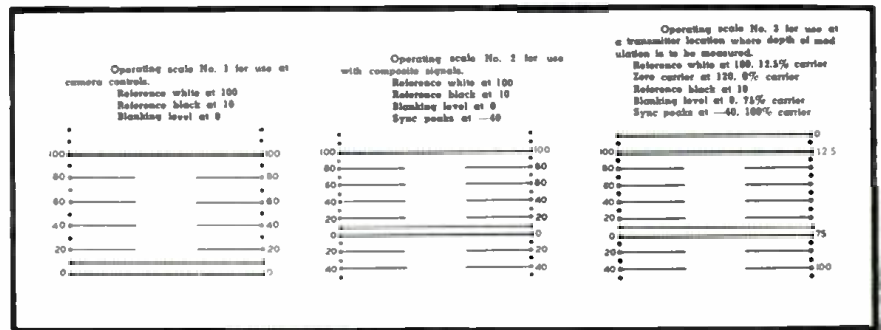 Operating scale No. 1 for use at
camera controls.
Reference white at 100
Reference black at 10
Blanking level at 0
100 100
80 80
60 60
40 40
20 20
0 0
Operating scale No. 2 for use
with composite signals.
Reference white at 100
Reference black at 10
Blanking level at 0
Sync peaks at —40
100 100
80 80
60 60
40 40
20 20
0 0
20 20
40 40
Operating scale No. 3 for use at
a transmitter location where depth of mod
ulation is to be measured.
Reference white at 100. 12.5% carrier
Zero carrier at 120. 0% carrier
Reference black at 10
Blanking level at 0. 75% carrier
Sync peaks at —40. 100% carrier
0
100 12 5
80
60
40
20
0 75
20
40 100